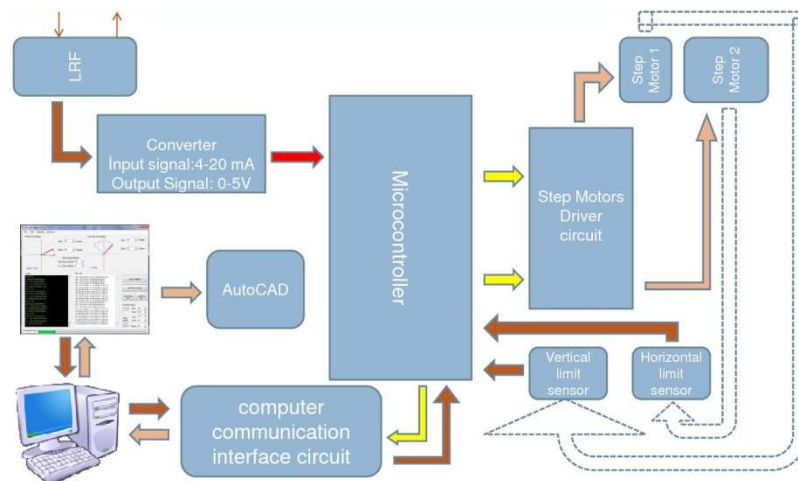 LRF
Step
Motor 1
Step
Motor 2
Converter
İnput signal:4-20 mA
Output Signal: 0-5V
Microcontroller
Step Motors
Driver
circuit
AutoCAD
Vertical
limit
sensor
Horizontal
limit
sensor
computer
communication
interface circuit